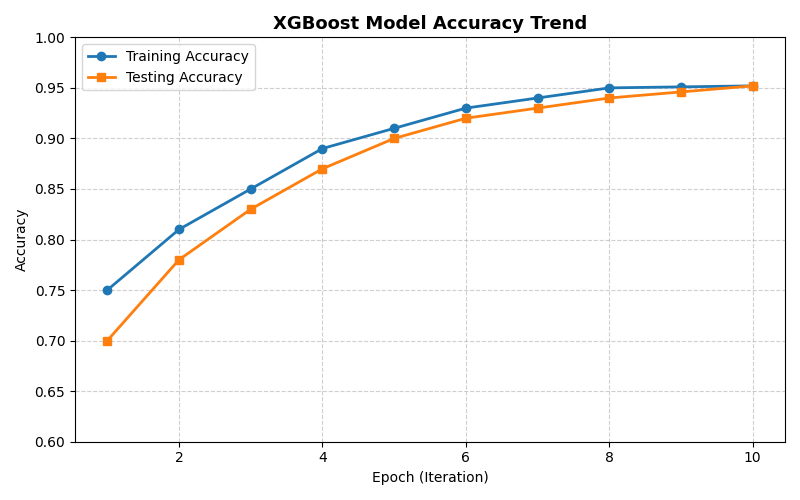 XGBoost Model Accuracy Trend
Training Accuracy
Testing Accuracy
Accuracy
1.00
0.95
0.90
0.85
0.80
0.75
0.70
0.65
0.60
2 4 6 8 10
Epoch (Iteration)